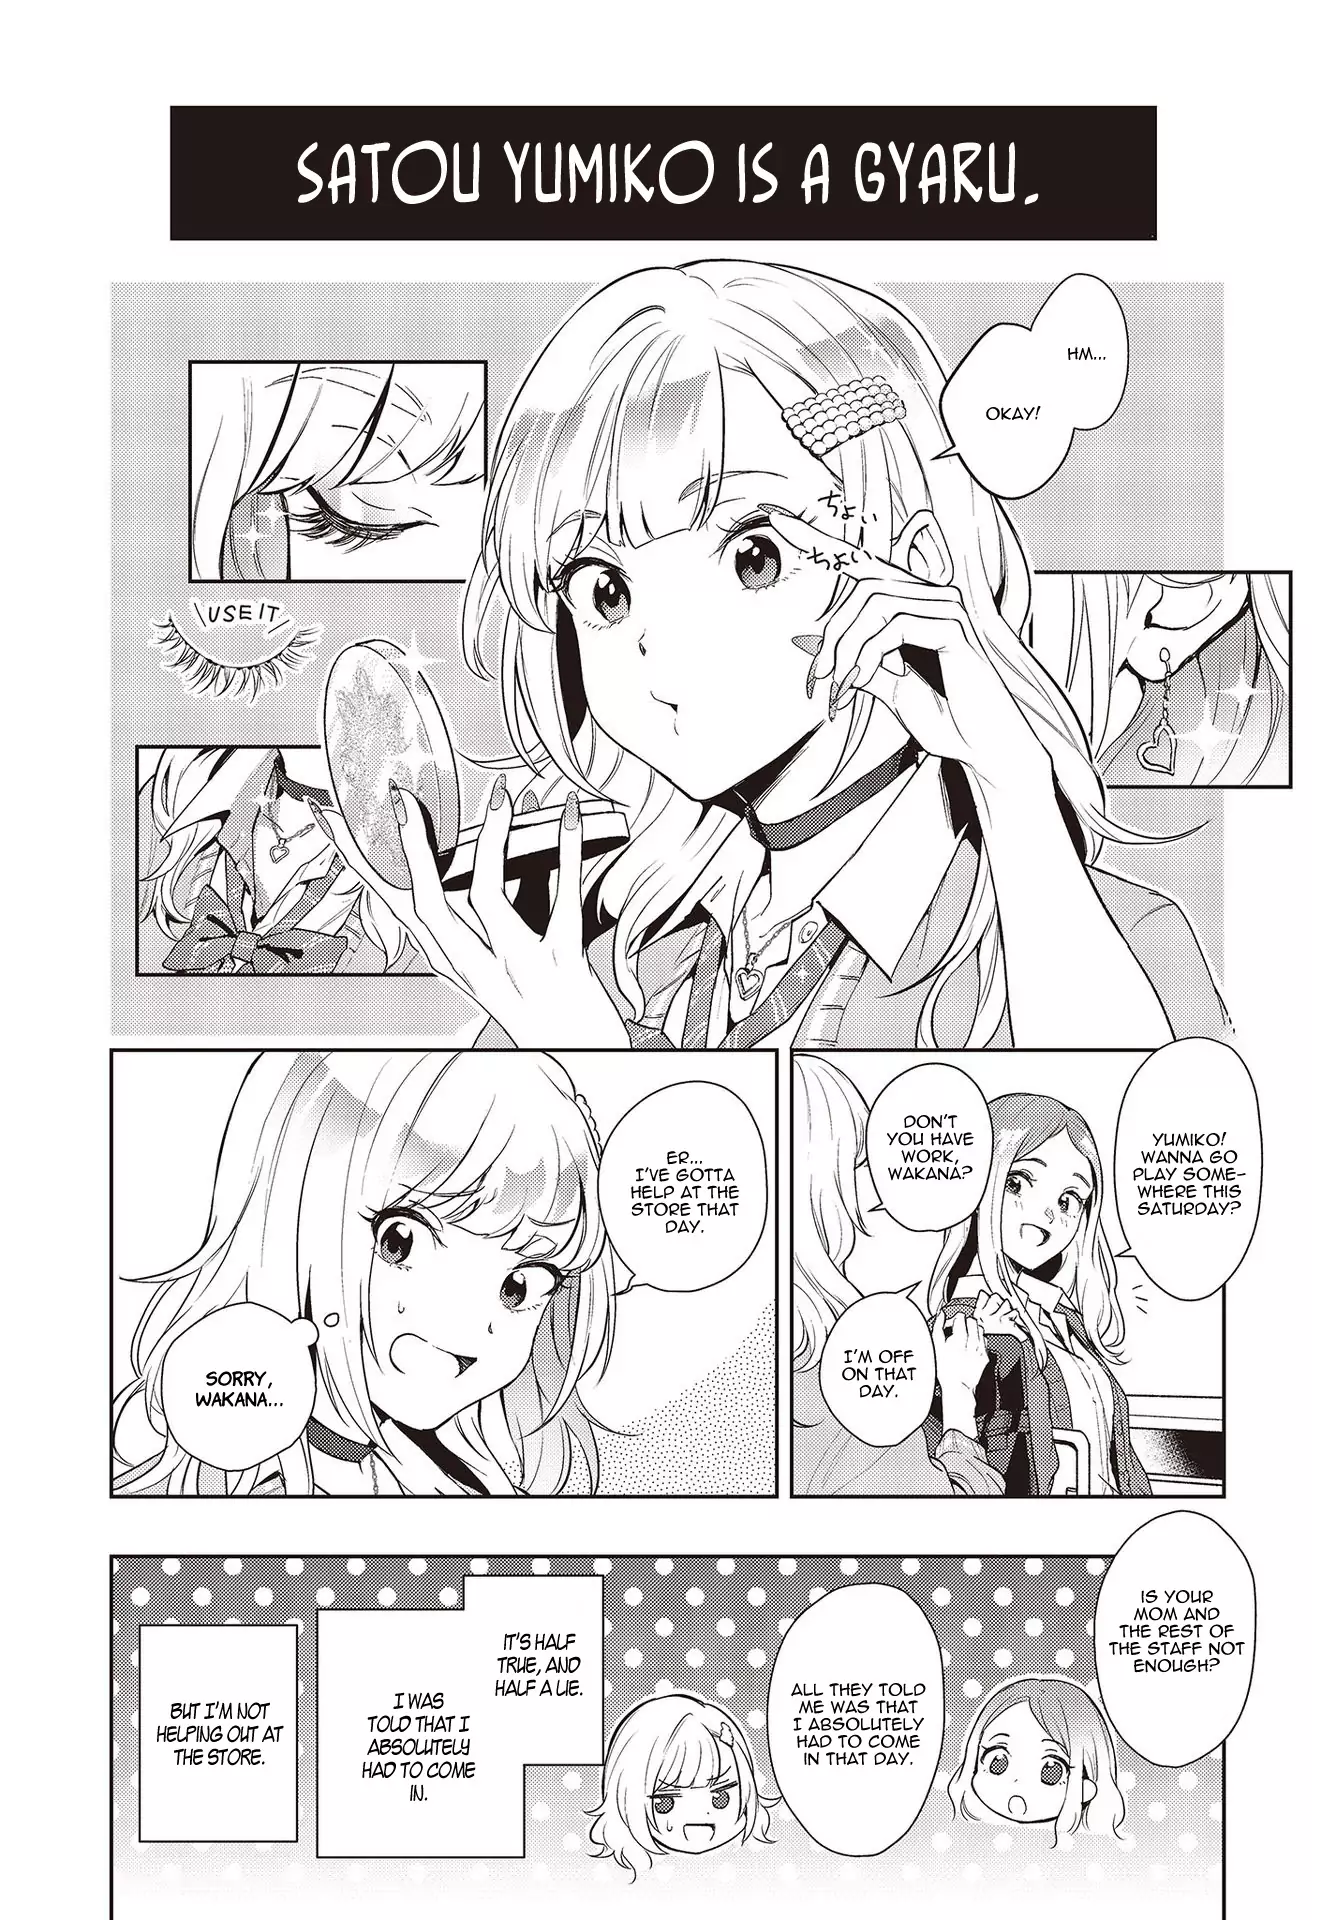 SATOU YUMIKO IS A GYARU.
HM...
OKAY!
ちょい
ちょい
\USE IT/
YUMIKO!
WANNA GO
PLAY SOME-
WHERE THIS
SATURDAY?
DON'T
YOU HAVE
WORK,
WAKANA?
I'M OFF
ON THAT
DAY.
ER...
I'VE GOTTA
HELP AT THE
STORE THAT
DAY.
SORRY,
WAKANA...
IS YOUR
MOM AND
THE REST OF
THE STAFF NOT
ENOUGH?
ALL THEY TOLD
ME WAS THAT
I ABSOLUTELY
HAD TO COME
IN THAT DAY.
IT'S HALF
TRUE, AND
HALF A LIE.
I WAS
TOLD THAT I
ABSOLUTELY
HAD TO COME
IN.
BUT I'M NOT
HELPING OUT AT
THE STORE.